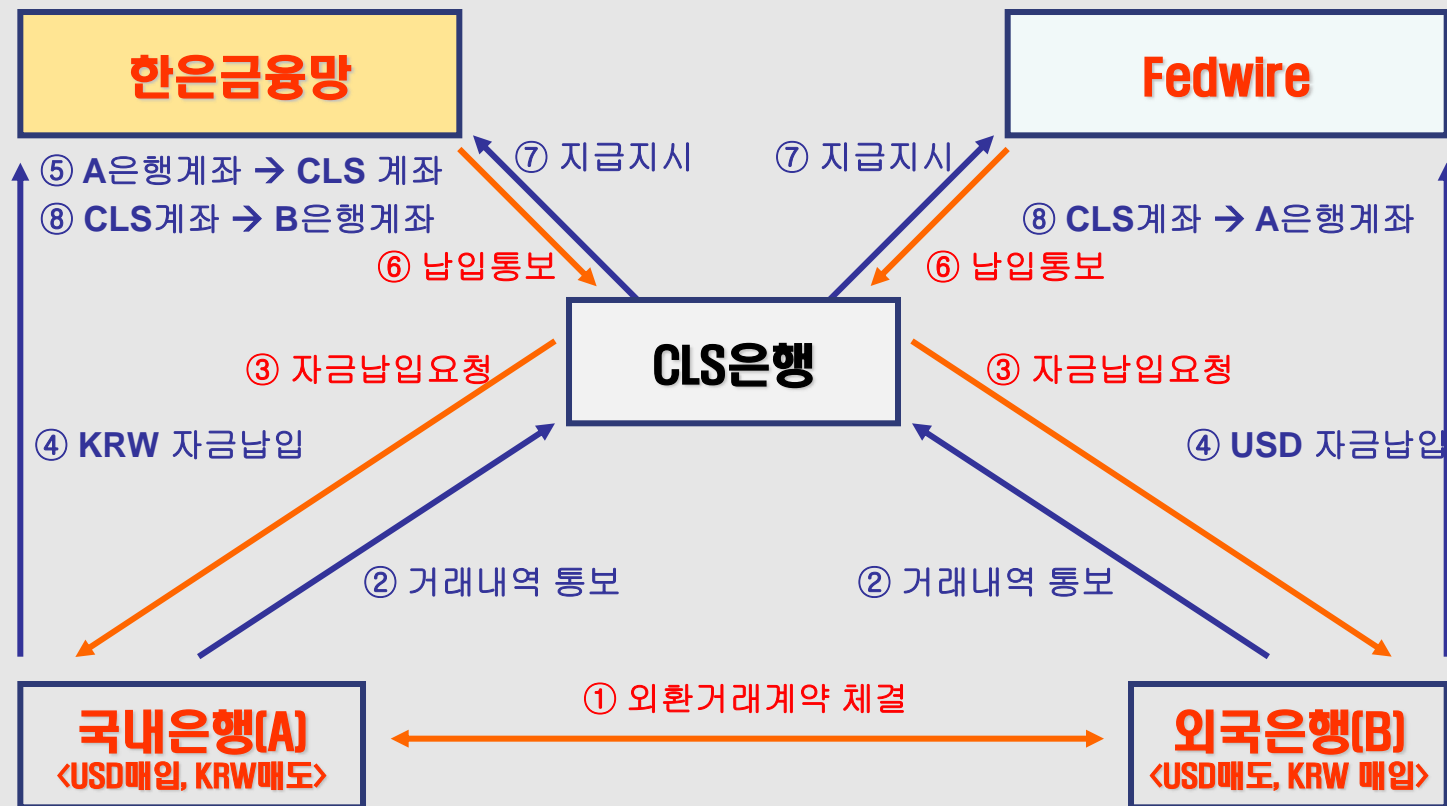 한은금융망
Fedwire
⑤ A은행계좌 → CLS 계좌
⑧ CLS계좌 → B은행계좌
⑦ 지급지시
⑦ 지급지시
⑧ CLS계좌 → A은행계좌
⑥ 납입통보
⑥ 납입통보
CLS은행
③ 자금납입요청
③ 자금납입요청
④ KRW 자금납입
④ USD 자금납입
② 거래내역 통보
② 거래내역 통보
① 외환거래계약 체결
국내은행(A)
<USD매입, KRW매도>
외국은행(B)
<USD매도, KRW 매입>